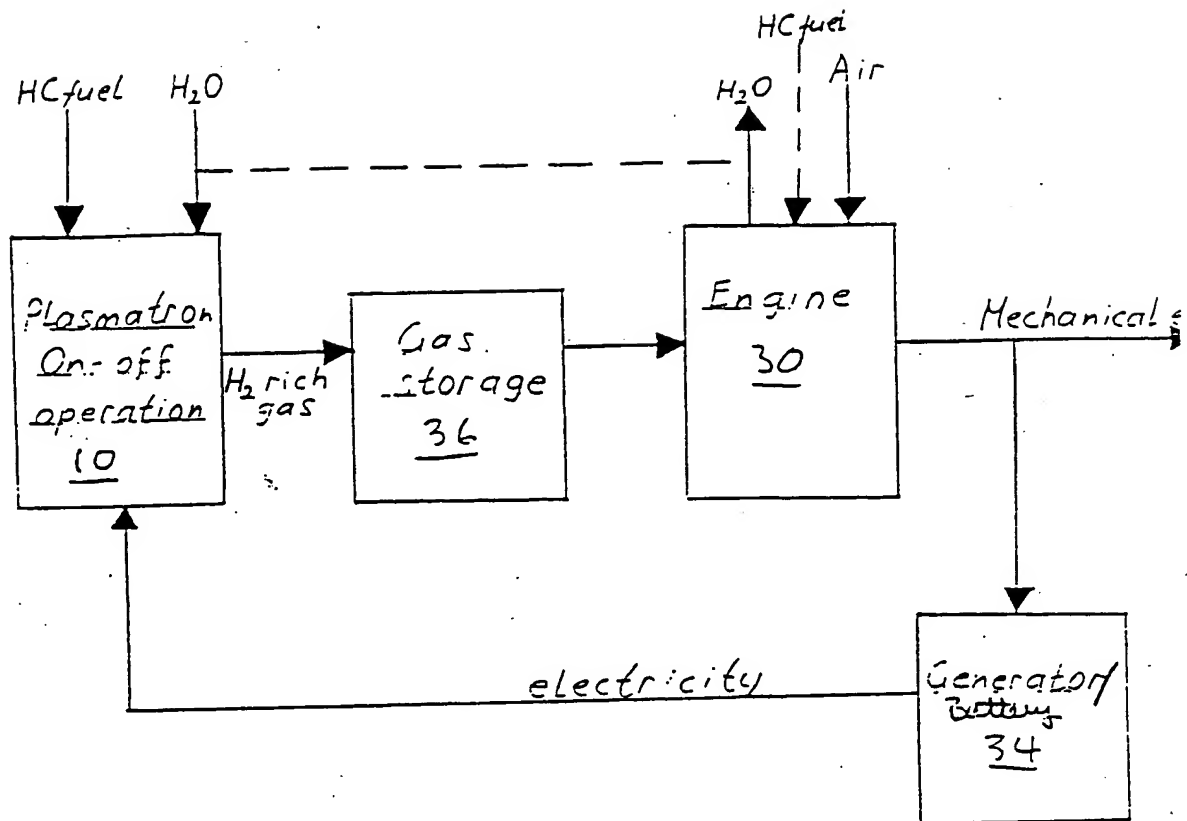 HC fuel
Air
HC fuel
H₂O
H₂O
Plasmatron
On-off
operation
10
H₂ rich
gas
Gas
storage
36
Engine
30
Mechanical
electricity
Generator/
Battery
34